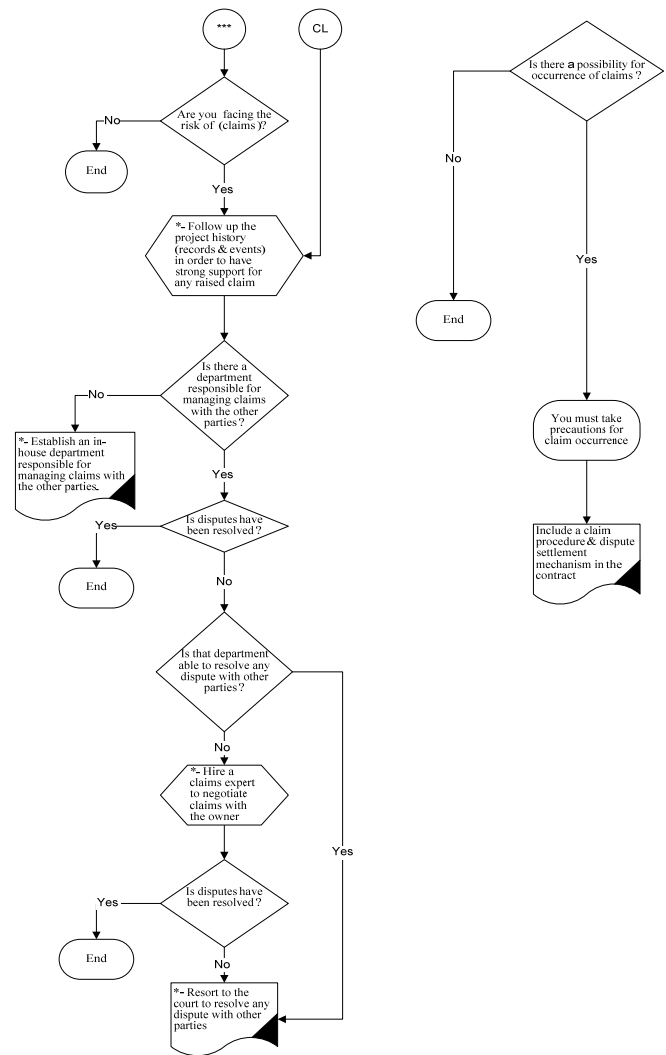 ***
CL
Are you facing the
risk of (claims)?
No
End
Yes
*- Follow up the
project history
(records & events)
in order to have
strong support for
any raised claim
Is there a
department
responsible for
managing claims
with the other
parties ?
No
*- Establish an in-
house department
responsible for
managing claims with
the other parties.
Yes
Is disputes have
been resolved ?
Yes
End
No
Is that department
able to resolve any
dispute with other
parties ?
No
*- Hire a
claims expert
to negotiate
claims with
the owner
Yes
Is disputes have
been resolved ?
Yes
End
No
*- Resort to the
court to resolve any
dispute with other
parties
Is there a possibility for
occurrence of claims ?
No
End
Yes
You must take
precautions for
claim occurrence
Include a claim
procedure & dispute
settlement
mechanism in the
contract